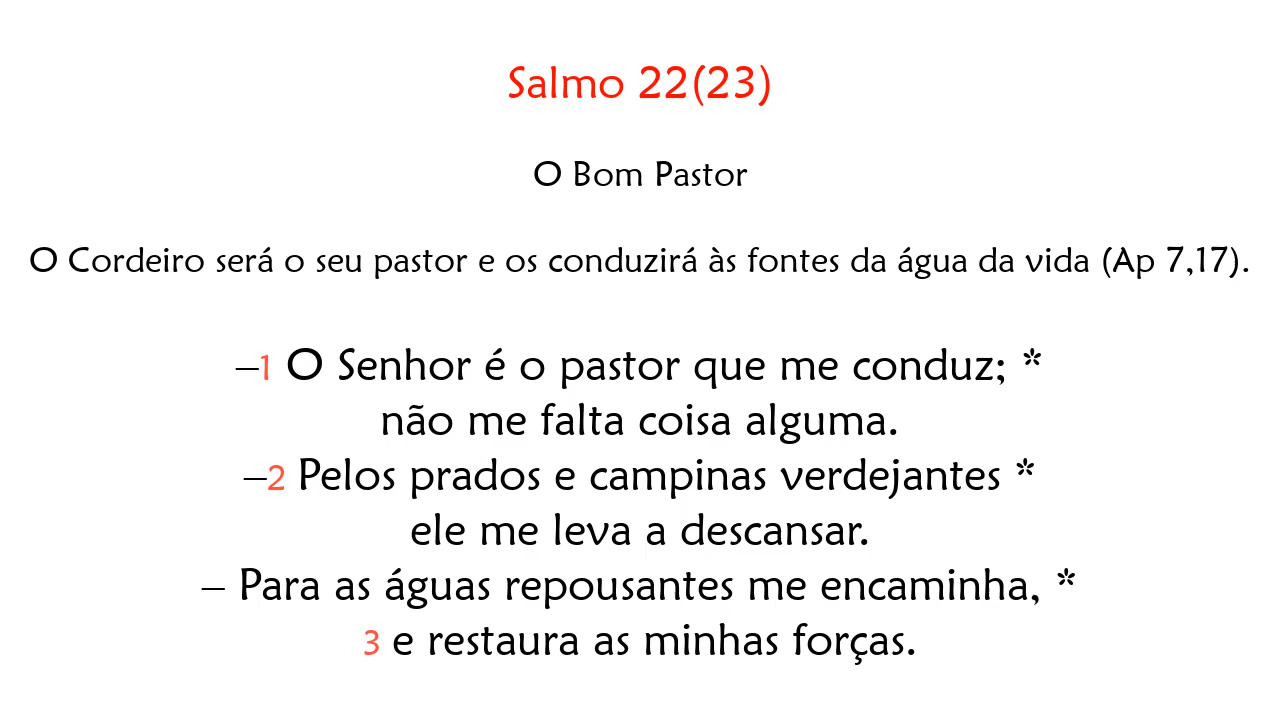 Salmo 22(23)
O Bom Pastor
O Cordeiro será o seu pastor e os conduzirá às fontes da água da vida (Ap 7,17).
–1 O Senhor é o pastor que me conduz; *
não me falta coisa alguma.
–2 Pelos prados e campinas verdejantes *
ele me leva a descansar.
– Para as águas repousantes me encaminha, *
3 e restaura as minhas forças.